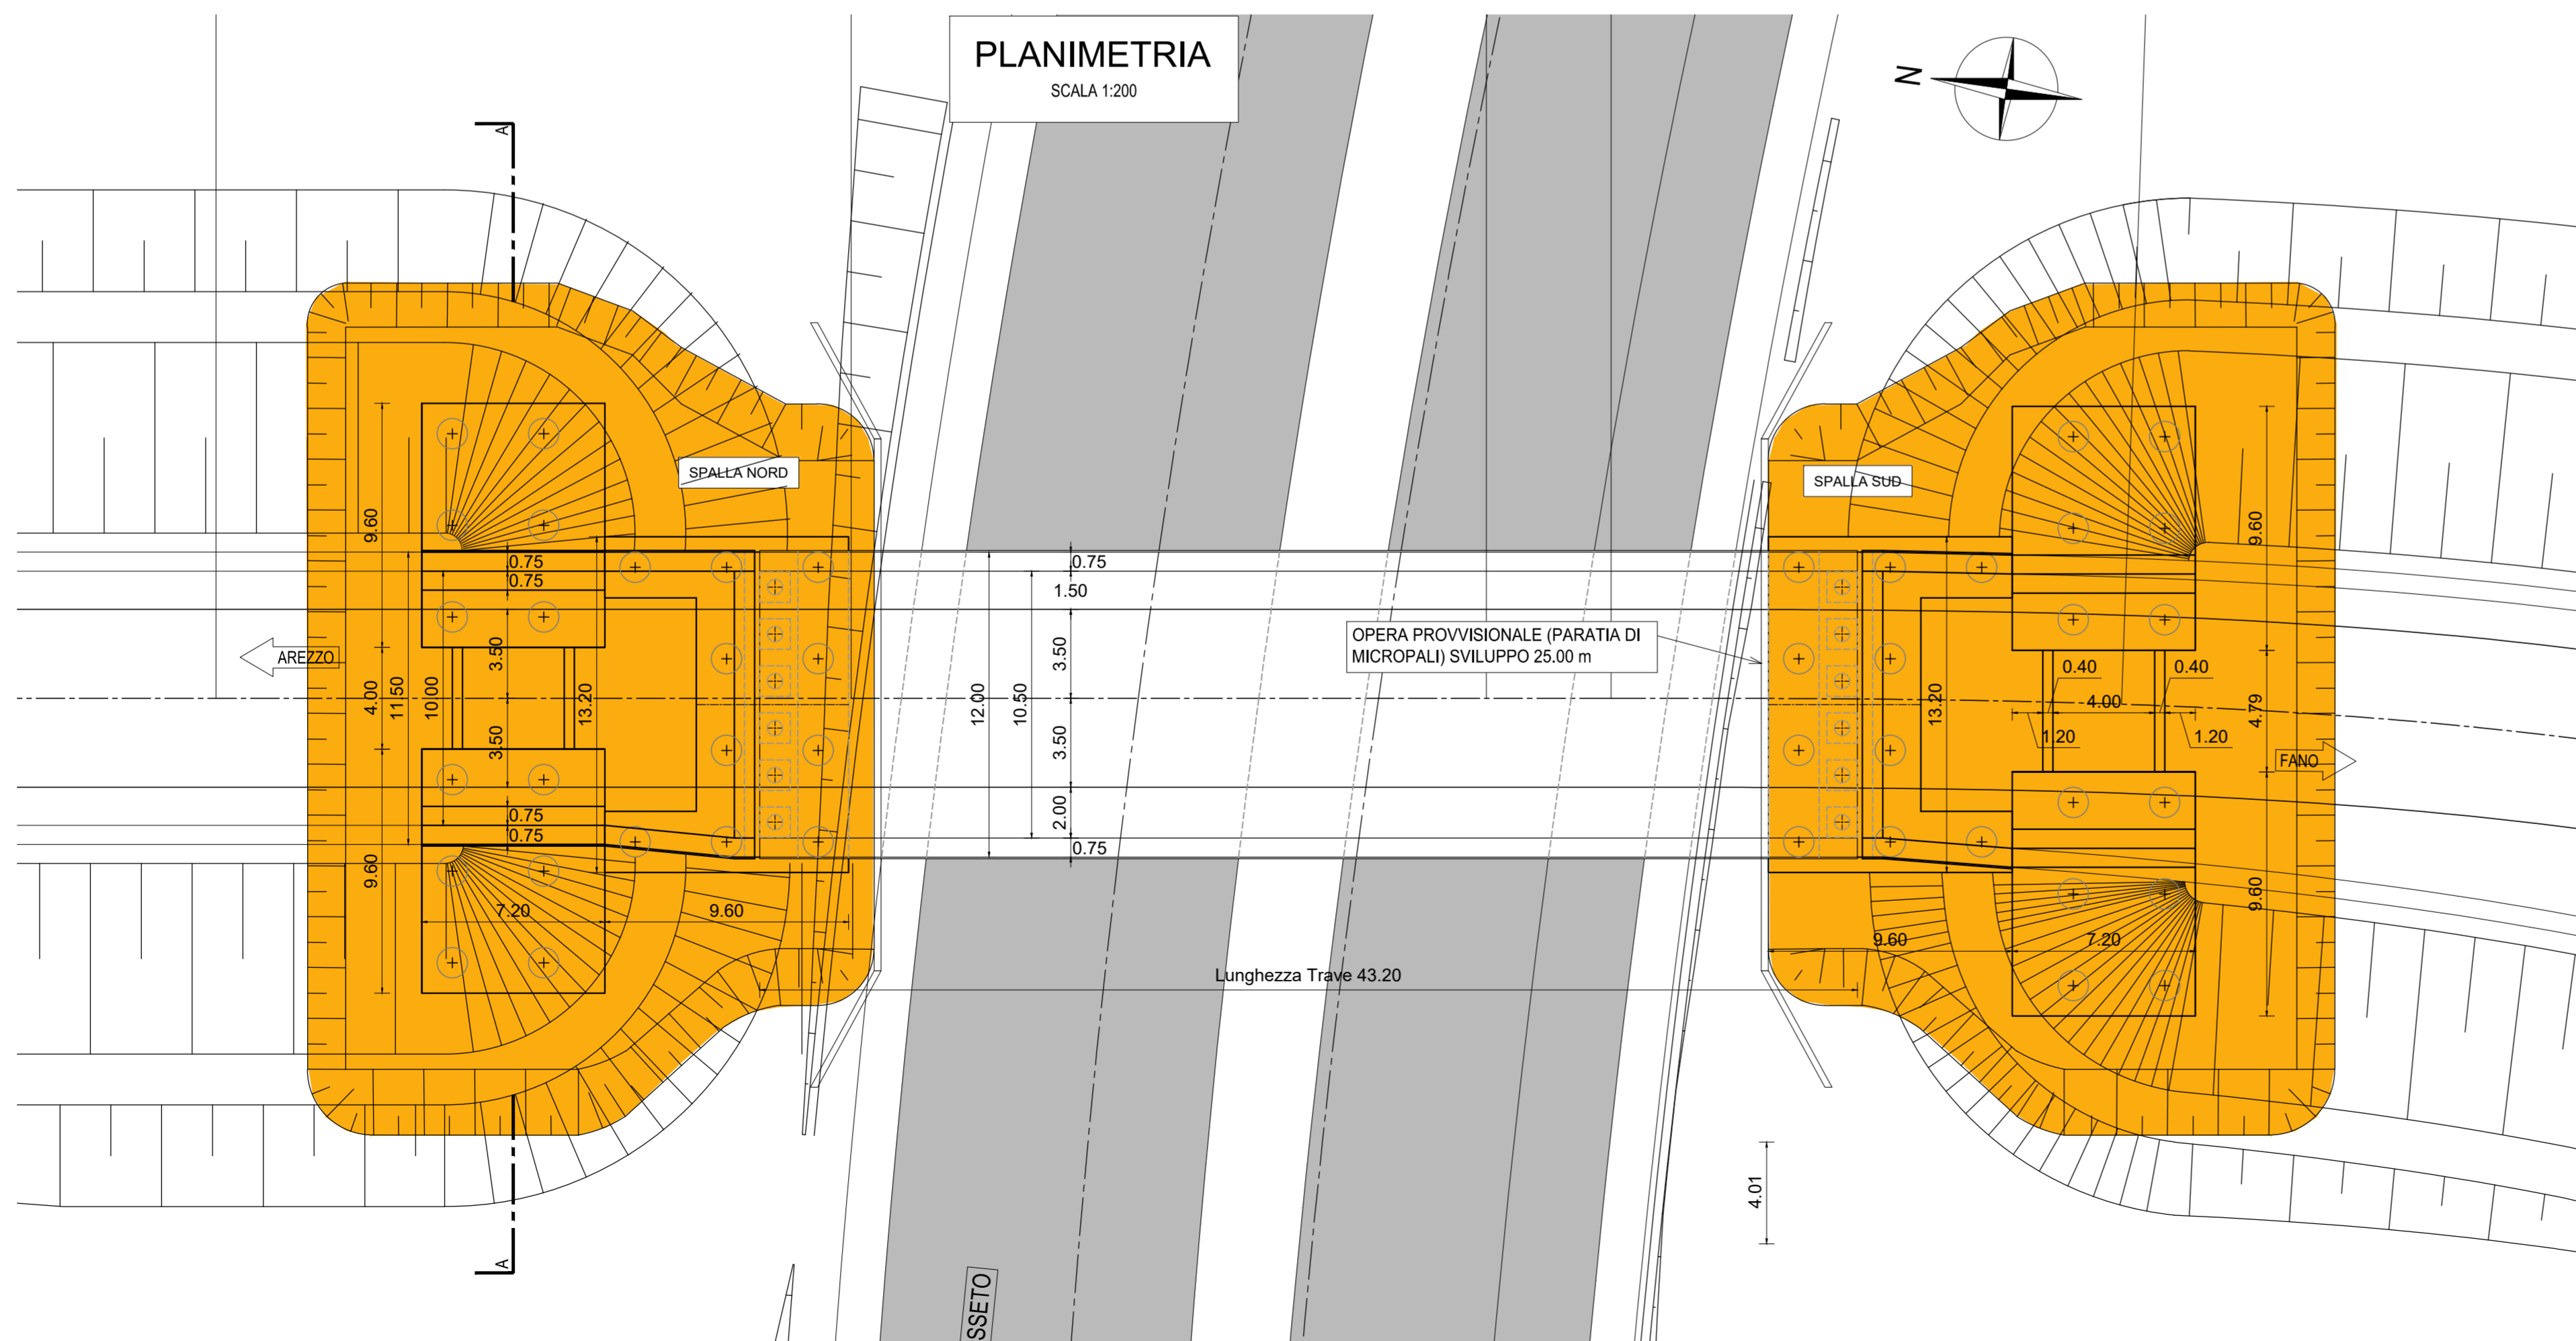 PLANIMETRIA
SCALA 1:200
N
A
SPALLA NORD
SPALLA SUD
9.60
0.75
0.75
0.75
1.50
9.60
AREZZO
OPERA PROVVISIONALE (PARATIA DI
MICROPALI) SVILUPPO 25.00 m
3.50
3.50
4.00
1150
1000
13.20
12.00
10.50
13.20
0.40
0.40
4.00
4.79
1.20
1.20
3.50
3.50
FANO
0.75
0.75
2.00
0.75
9.60
7.20
9.60
9.60
7.20
9.60
Lunghezza Trave 43.20
4.01
A
SSETO